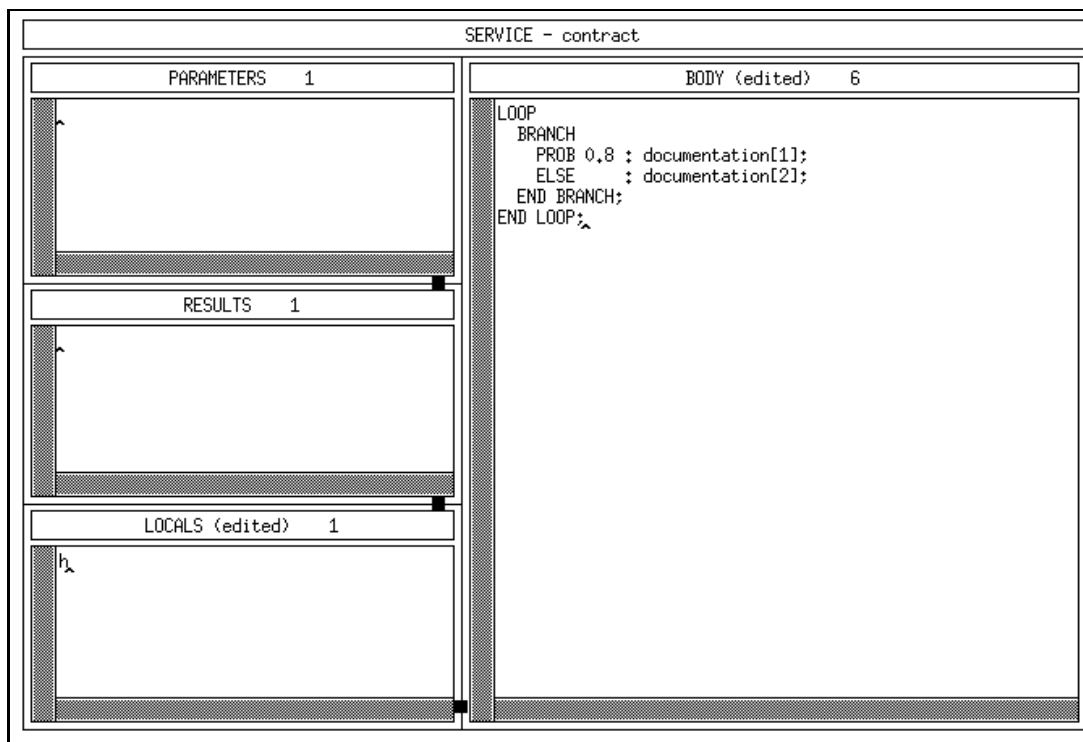 SERVICE - contract
PARAMETERS 1
RESULTS 1
LOCALS (edited) 1
h
BODY (edited) 6
LOOP
BRANCH
PROB 0.8 : documentation[1];
ELSE : documentation[2];
END BRANCH;
END LOOP;